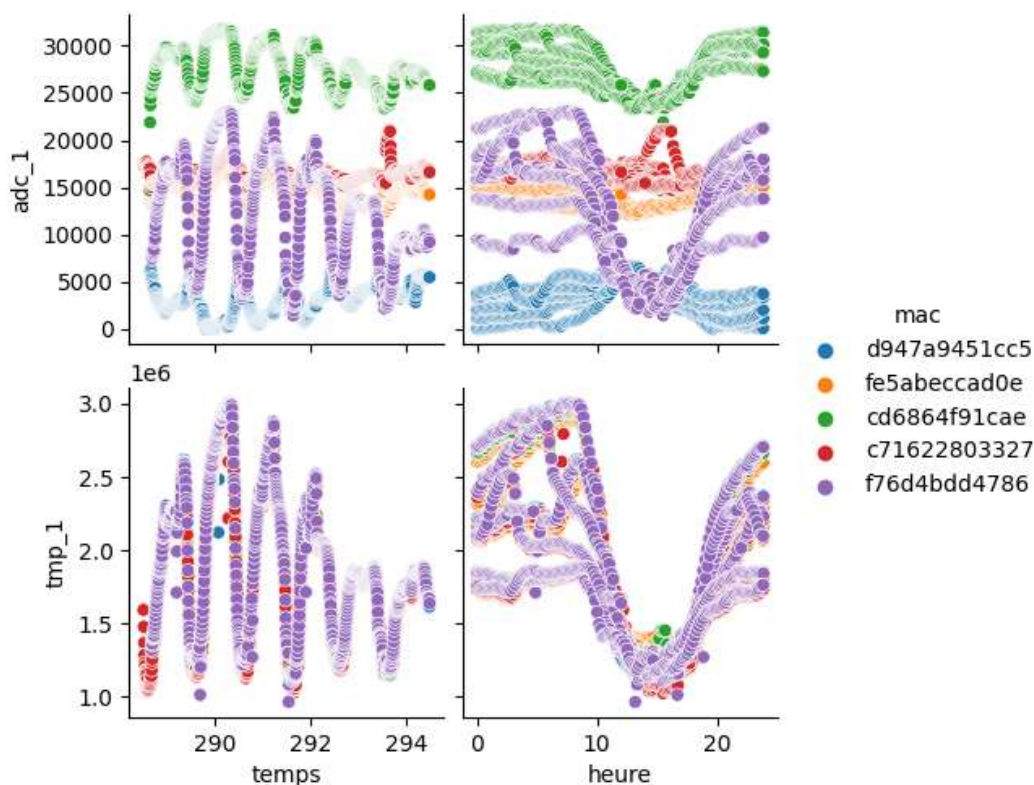 30000
25000
20000
15000
10000
5000
0
adc_1
1e6
3.0
2.5
2.0
1.5
1.0
tmp_1
290 292 294
temps
0 10 20
heure
mac
d947a9451cc5
fe5abeccad0e
cd6864f91cae
c71622803327
f76d4bdd4786